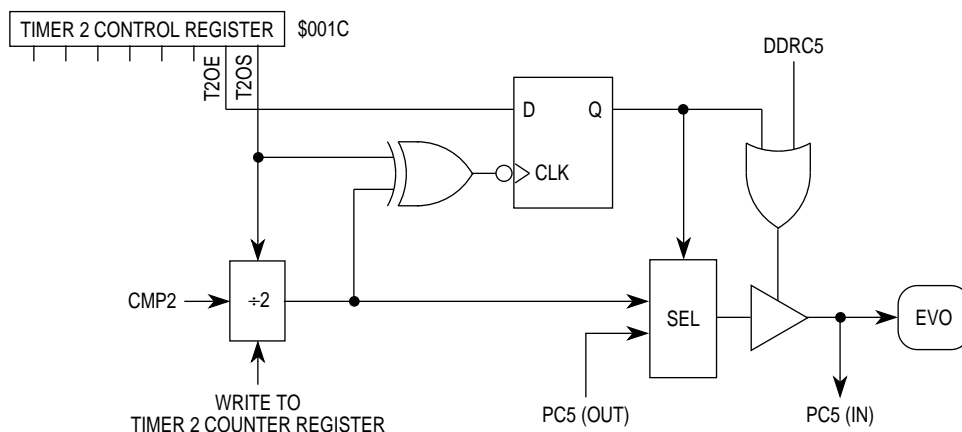 TIMER 2 CONTROL REGISTER
$001C
T2OE
T2OS
DDRC5
D
Q
CLK
CMP2
÷2
SEL
EVO
WRITE TO
TIMER 2 COUNTER REGISTER
PC5 (OUT)
PC5 (IN)